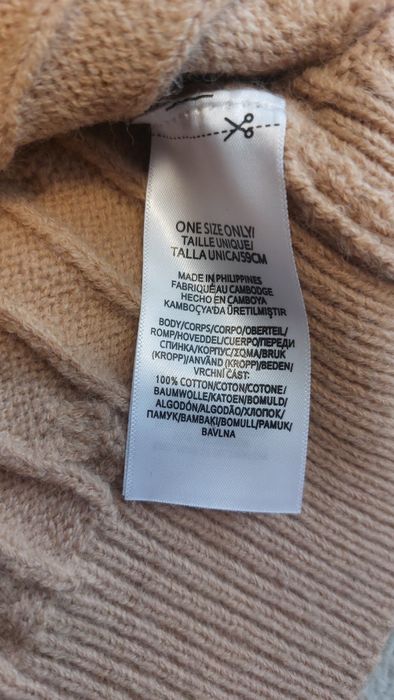 ONE SIZE ONLY/
TAILLE UNIQUE/
TALLA UNICA/59CM
MADE IN PHILIPPINES
FABRIQUÉ AU CAMBODGE
HECHO EN CAMBOYA
KAMBOÇYA'DA ÜRETILMIŞTIR
BODY/CORPS/CORPO/OBERTEIL/
ROMP/HOVEDDEL/CUERPO/ПЕРЕДИ
СПИНКА/КОРПУС/ΣΩΜΑ/BRUK
(KROPP)/ANVÄND (KROPP)/BEDEN/
VRCHNÍ ČÁST:
100% COTTON/COTON/COTONE/
BAUMWOLLE/KATOEN/BOMULD/
ALGODÓN/ALGODÃO/ХЛОПОК/
ПАМУК/ΒΑΜΒΑΚΙ/BOMULL/PAMUK/
BAVLNA